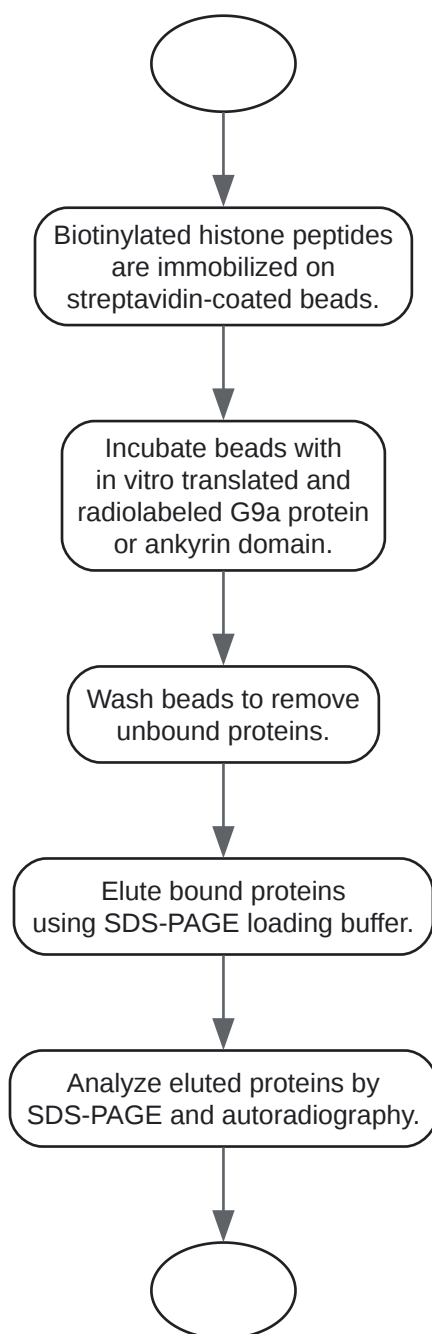 Biotinylated histone peptides
are immobilized on
streptavidin-coated beads.
Incubate beads with
in vitro translated and
radiolabeled G9a protein
or ankyrin domain.
Wash beads to remove
unbound proteins.
Elute bound proteins
using SDS-PAGE loading buffer.
Analyze eluted proteins by
SDS-PAGE and autoradiography.